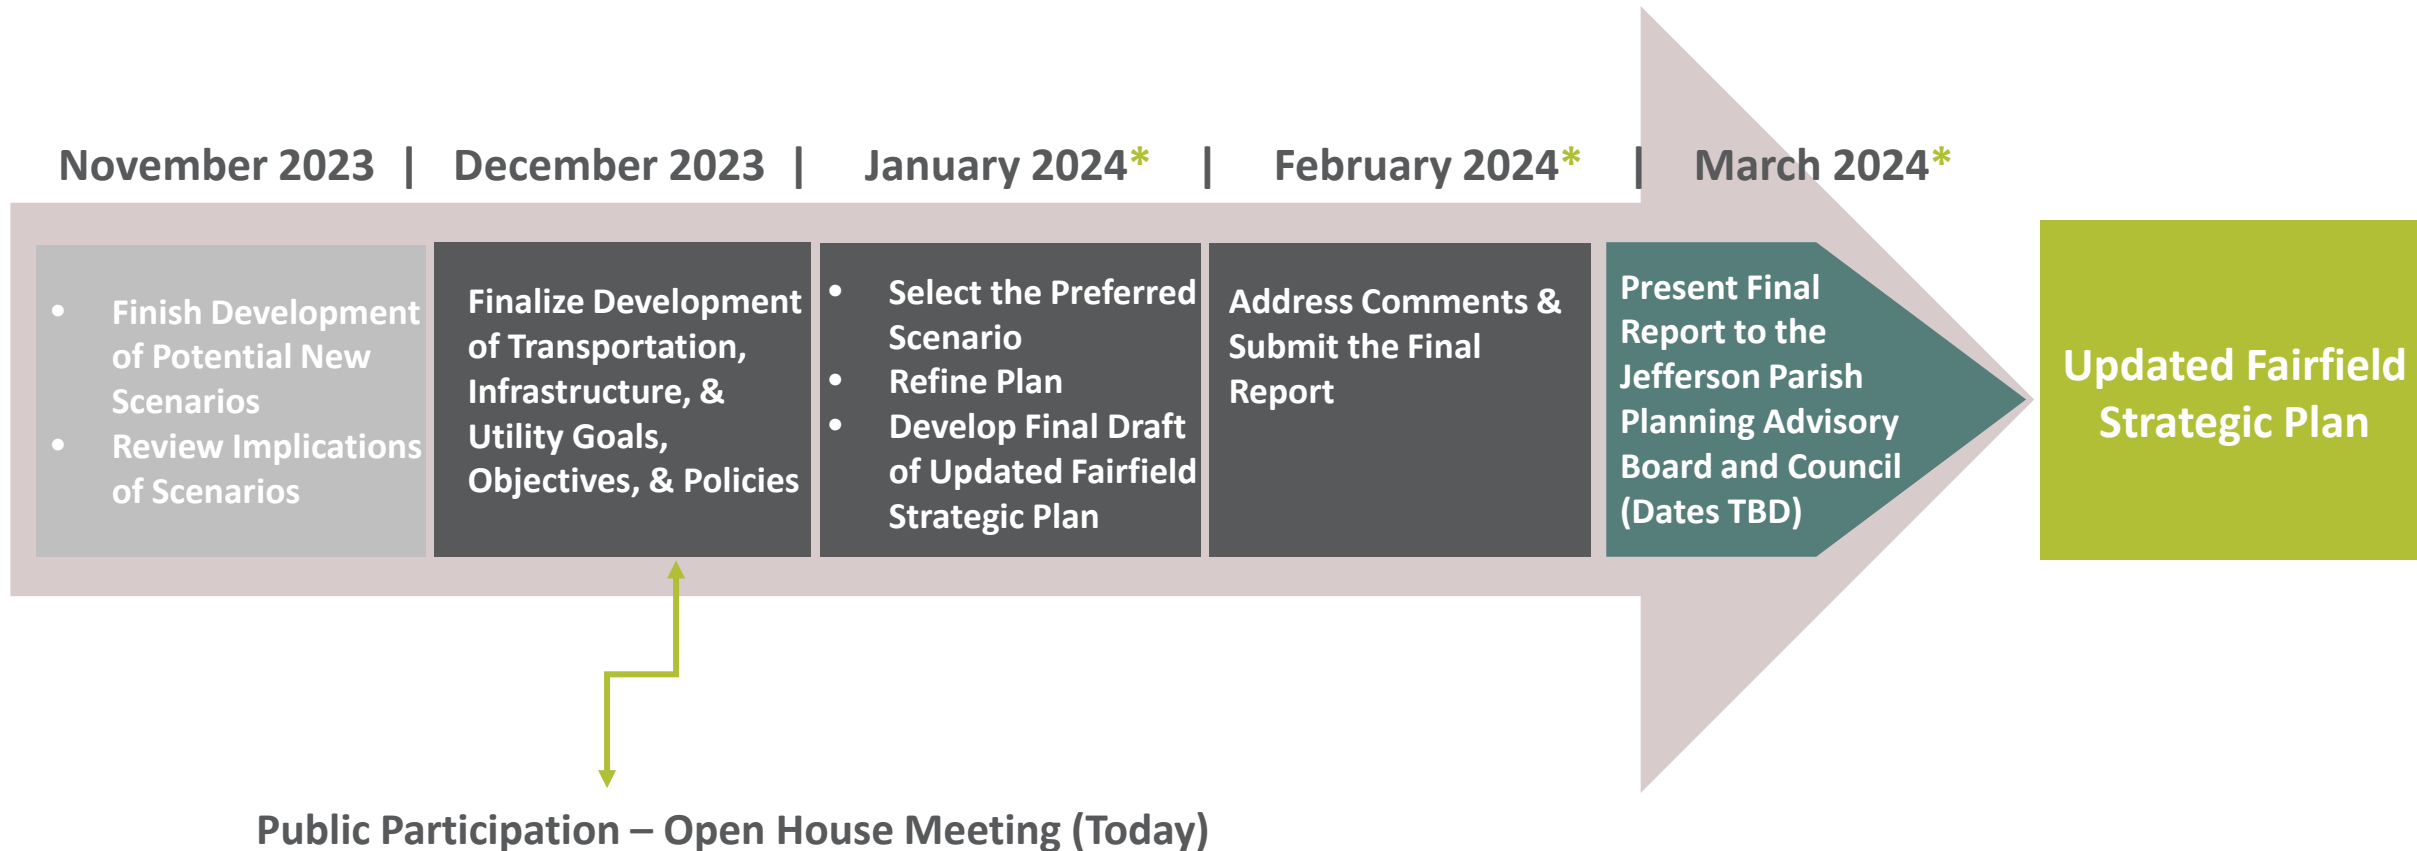 November 2023 | December 2023 | January 2024* | February 2024* | March 2024*
• Finish Development
of Potential New
Scenarios
• Review Implications
of Scenarios
Finalize Development
of Transportation,
Infrastructure, &
Utility Goals,
Objectives, & Policies
• Select the Preferred
Scenario
• Refine Plan
• Develop Final Draft
of Updated Fairfield
Strategic Plan
Address Comments &
Submit the Final
Report
Present Final
Report to the
Jefferson Parish
Planning Advisory
Board and Council
(Dates TBD)
Updated Fairfield
Strategic Plan
Public Participation – Open House Meeting (Today)